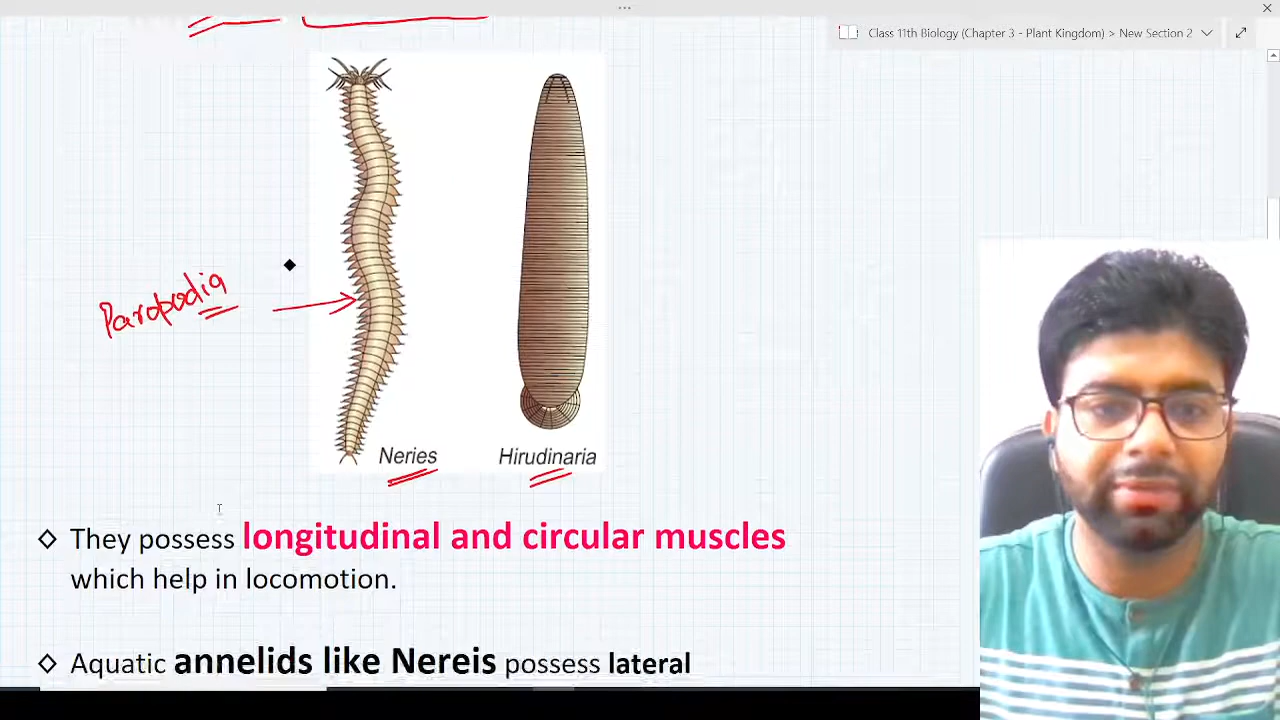 Class 11th Biology (Chapter 3 - Plant Kingdom) > New Section 2
Paropodia
Neries
Hirudinaria
They possess longitudinal and circular muscles
which help in locomotion.
Aquatic annelids like Nereis possess lateral